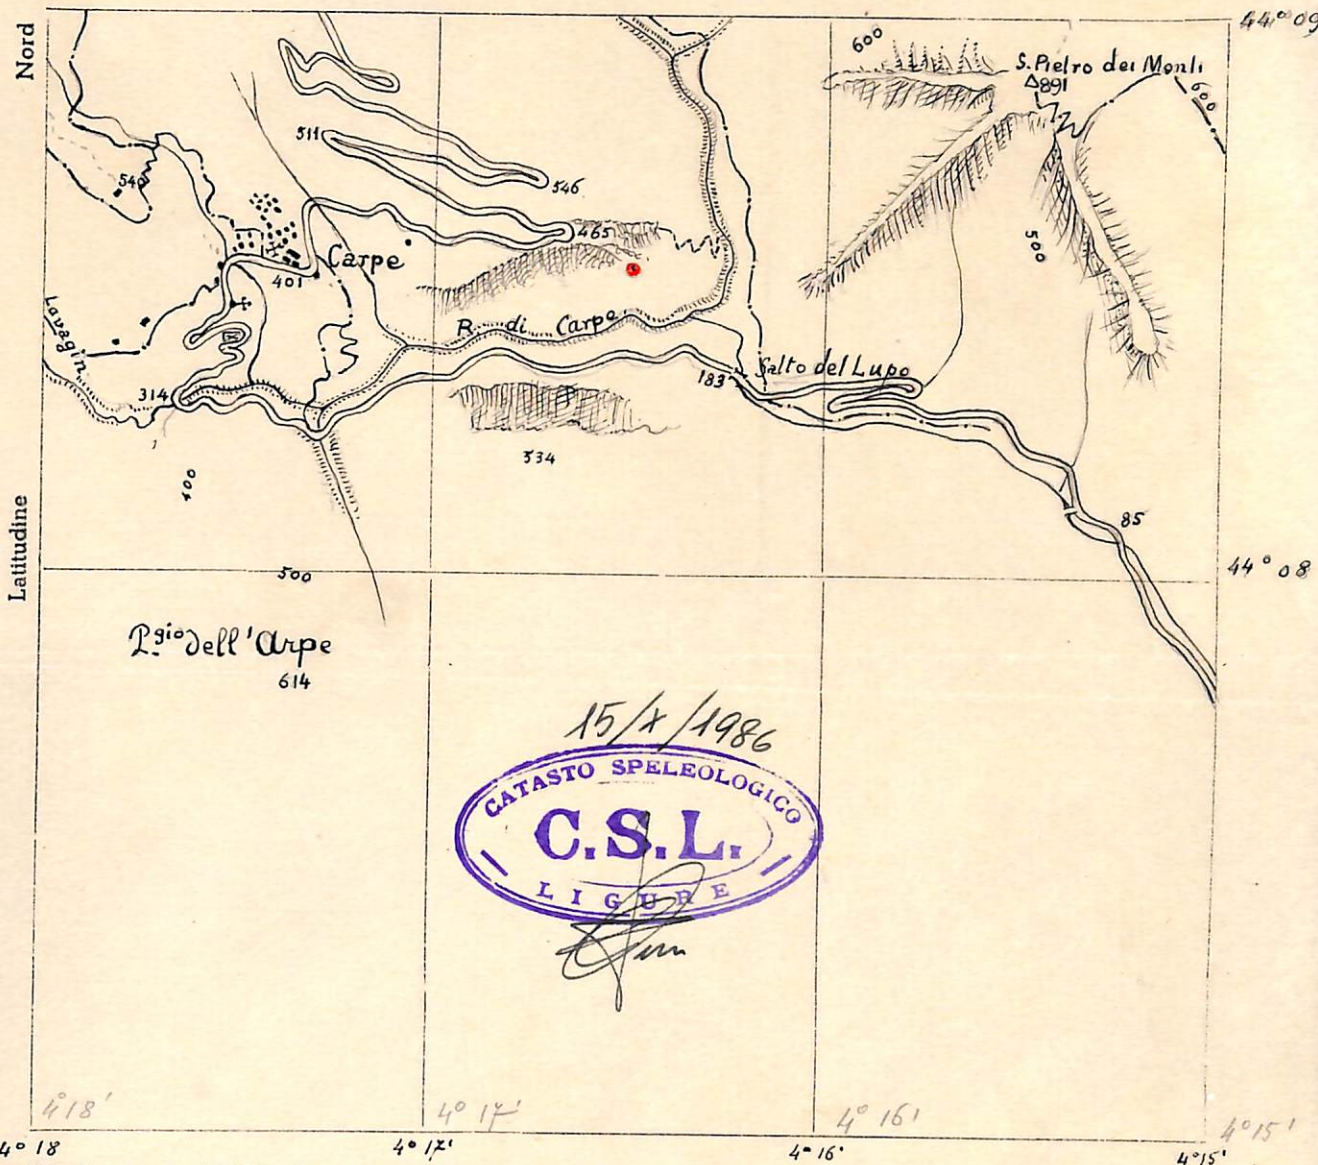 44° 09
Nord
600
S. Pietro dei Monti
△891
600
511
546
540
465
Carpe
401
500
Lavagin
R. di Carpe
Salto del Lupo
183
314
534
400
85
Latitudine
44° 08
500
P.gio dell'Arpe
614
15/X/1986
CATASTO SPELEOLOGICO
C.S.L.
LIGURE
4°18'
4° 17'
4° 16'
4° 15'
4° 18
4° 17'
4° 16'
4° 15'